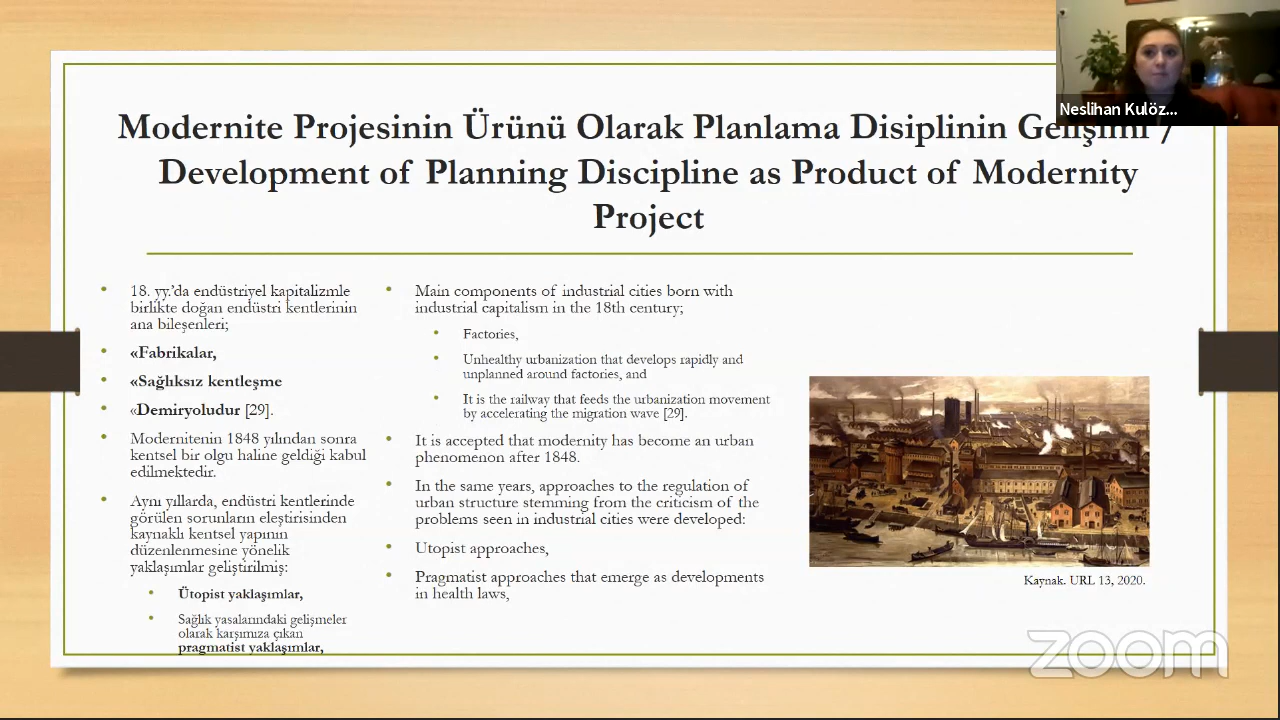 Neslihan Kulöz...
Modernite Projesinin Ürünü Olarak Planlama Disiplinin Gelişimi /
Development of Planning Discipline as Product of Modernity
Project
18. yy.'da endüstriyel kapitalizmle
birlikte doğan endüstri kentlerinin
ana bileşenleri;
«Fabrikalar,
«Sağlıksız kentleşme
«Demiryoludur [29].
Modernitenin 1848 yılından sonra
kentsel bir olgu haline geldiği kabul
edilmektedir.
Aynı yıllarda, endüstri kentlerinde
görülen sorunların eleştirisinden
kaynaklı kentsel yapının
düzenlenmesine yönelik
yaklaşımlar geliştirilmiş:
Ütopist yaklaşımlar,
Sağlık yasalarındaki gelişmeler
olarak karşımıza çıkan
pragmatist yaklaşımlar,
Main components of industrial cities born with
industrial capitalism in the 18th century;
Factories,
Unhealthy urbanization that develops rapidly and
unplanned around factories, and
It is the railway that feeds the urbanization movement
by accelerating the migration wave [29].
It is accepted that modernity has become an urban
phenomenon after 1848.
In the same years, approaches to the regulation of
urban structure stemming from the criticism of the
problems seen in industrial cities were developed:
Utopist approaches,
Pragmatist approaches that emerge as developments
in health laws,
Kaynak. URL 13, 2020.
zoom